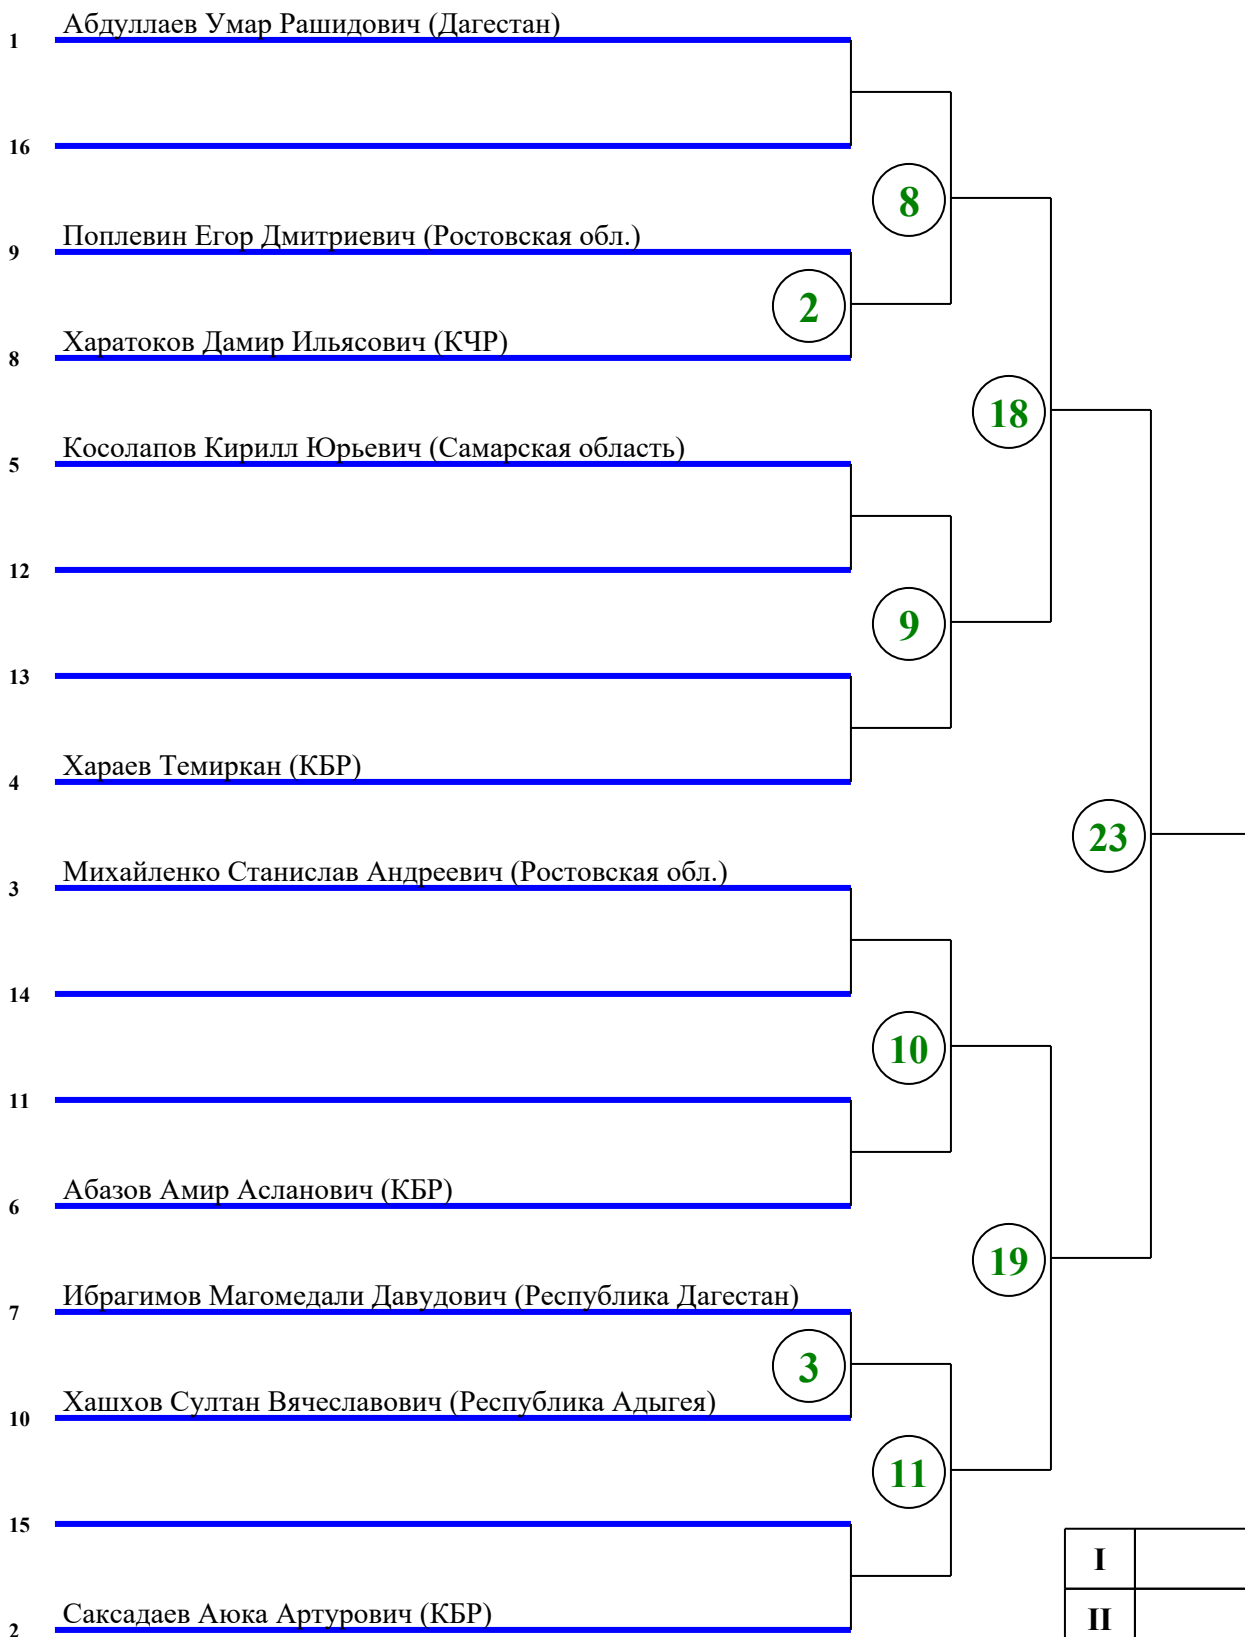 Абдуллаев Умар Рашидович (Дагестан)
1
16
8
Поплевин Егор Дмитриевич (Ростовская обл.)
9
2
Харатоков Дамир Ильясович (КЧР)
8
18
Косолапов Кирилл Юрьевич (Самарская область)
5
12
9
13
Хараев Темиркан (КБР)
4
23
Михайленко Станислав Андреевич (Ростовская обл.)
3
14
10
11
Абазов Амир Асланович (КБР)
6
19
Ибрагимов Магомедали Давудович (Республика Дагестан)
7
3
Хашхов Султан Вячеславович (Республика Адыгея)
10
11
15
I
Саксадаев Аюка Артурович (КБР)
2
II